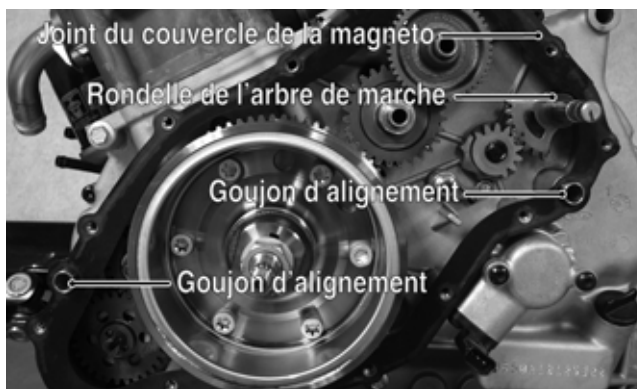 Joint du couvercle de la magnéto
Rondelle de l'arbre de marche
Goujon d'alignement
Goujon d'alignement